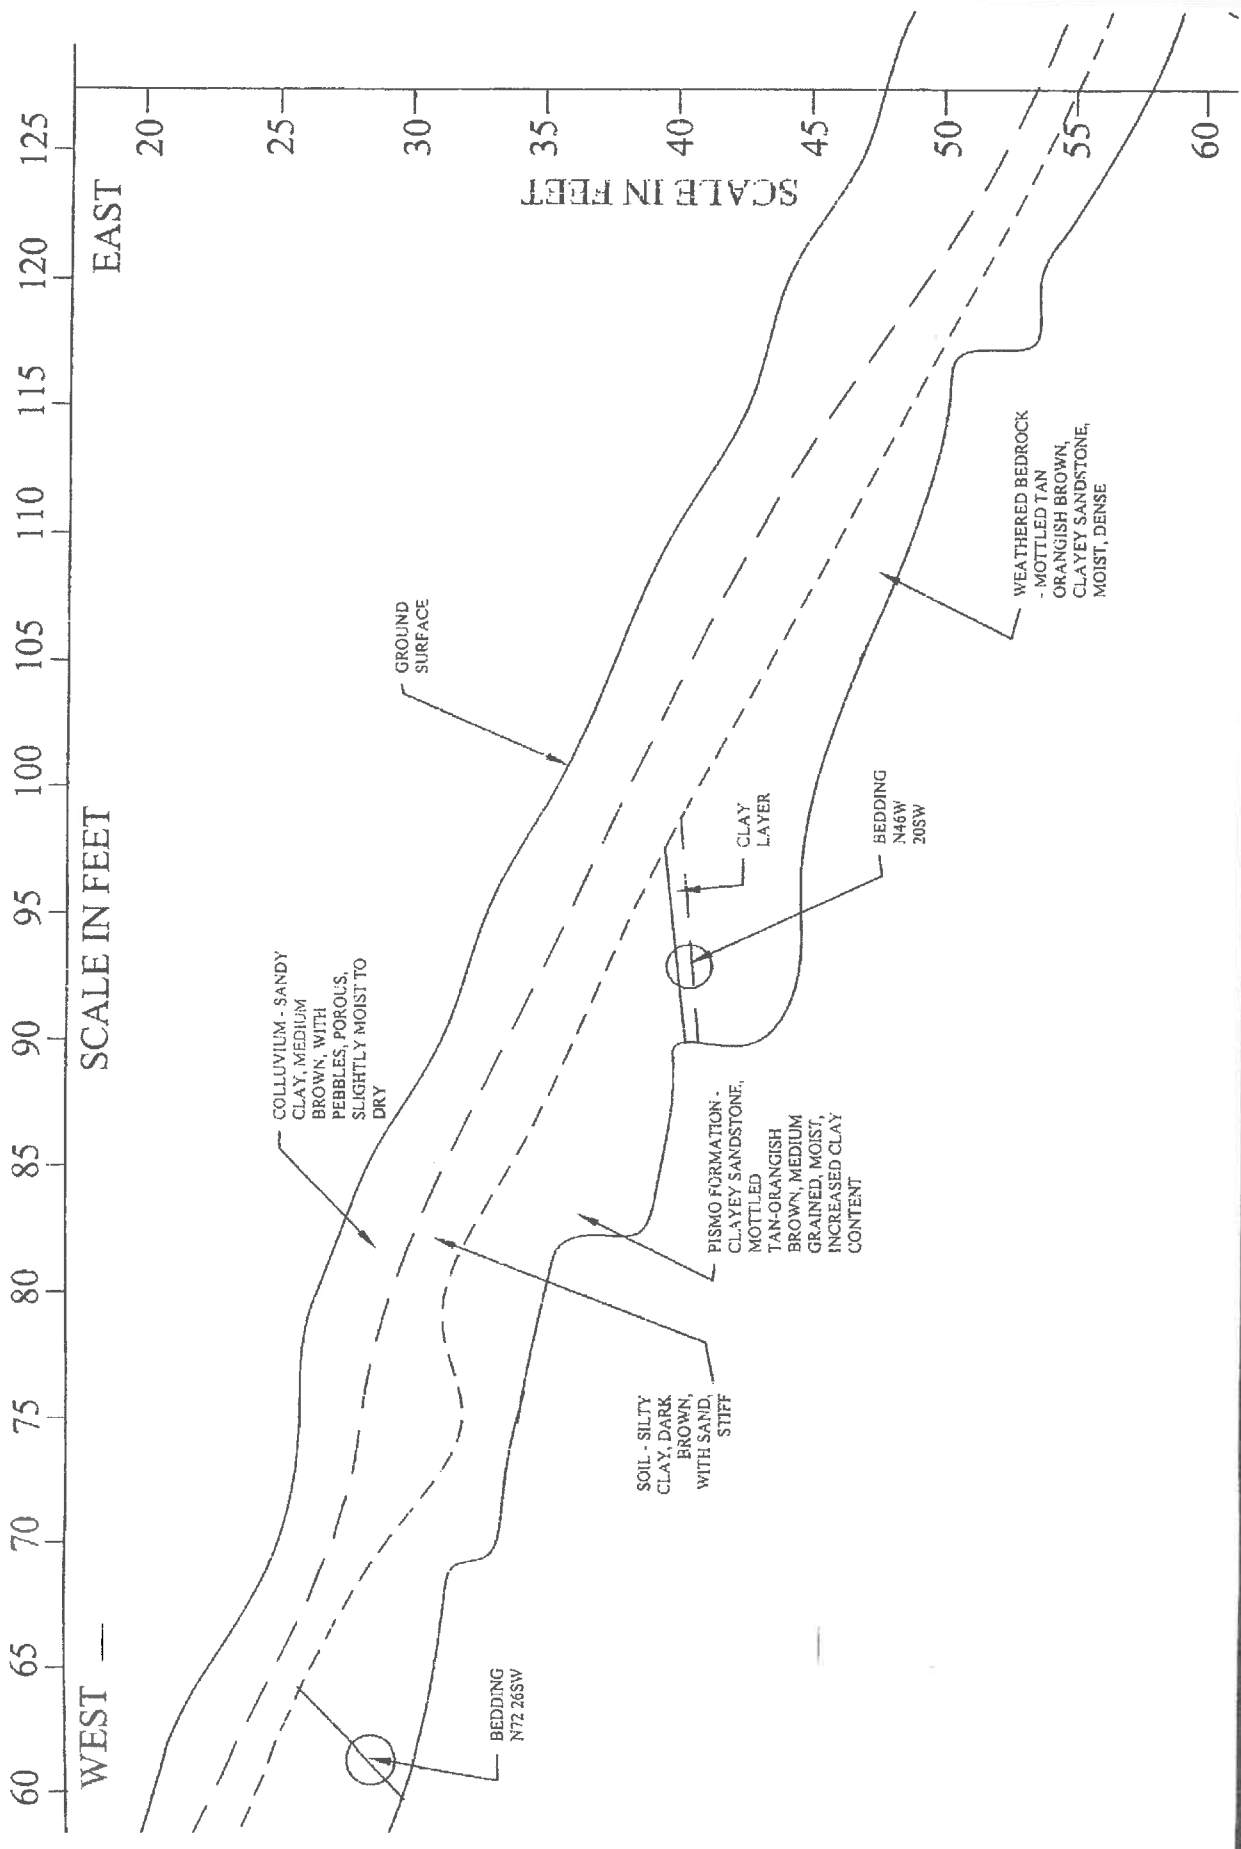 60 65 70 75 80 85 90 95 100 105 110 115 120 125
WEST
SCALE IN FEET
EAST
20
25
30
35
40
45
50
55
60
SCALE IN FEET
COLLUVIUM - SANDY
CLAY, MEDIUM
BROWN, WITH
PEBBLES, POROUS,
SLIGHTLY MOIST TO
DRY
GROUND
SURFACE
BEDDING
N72 26SW
SOIL - SILTY
CLAY, DARK
BROWN,
WITH SAND,
STIFF
PISMO FORMATION -
CLAYEY SANDSTONE,
MOTTLED
TAN-ORANGISH
BROWN, MEDIUM
GRAINED, MOIST,
INCREASED CLAY
CONTENT
CLAY
LAYER
BEDDING
N46W
20SW
WEATHERED BEDROCK
- MOTTLED TAN
ORANGISH BROWN,
CLAYEY SANDSTONE,
MOIST, DENSE